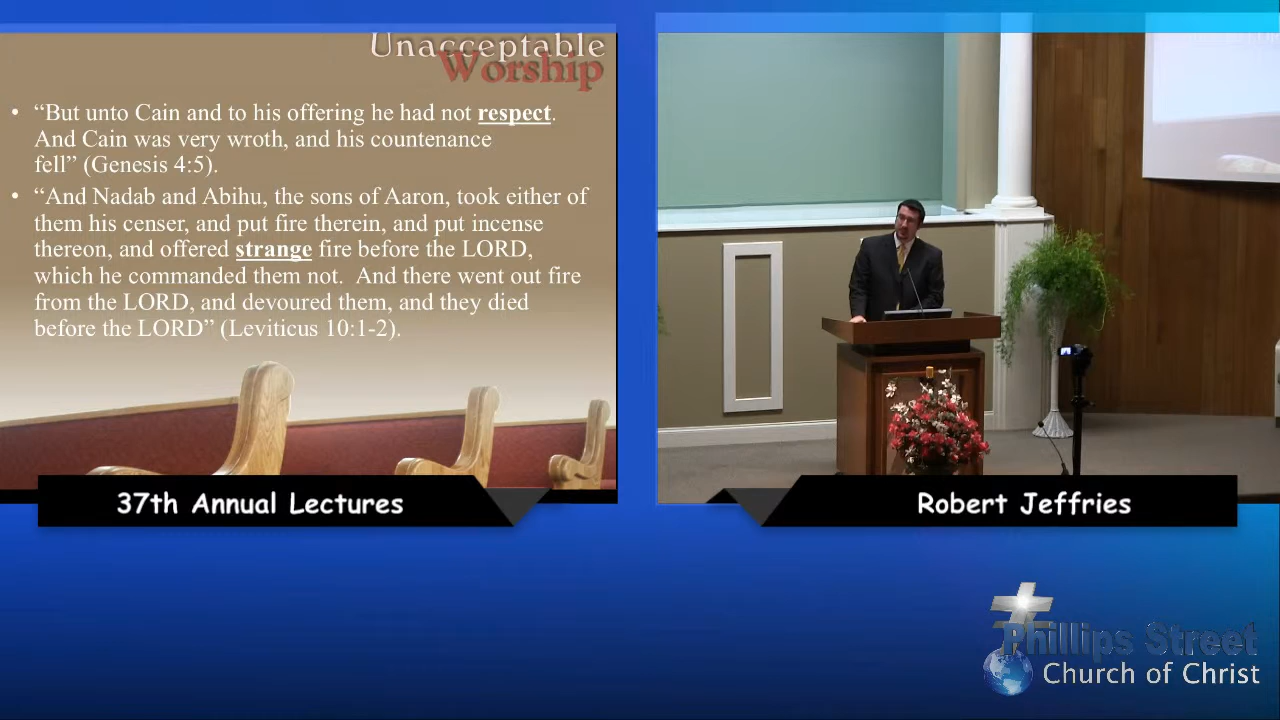 Unacceptable
Worship
• “But unto Cain and to his offering he had not respect.
And Cain was very wroth, and his countenance
fell” (Genesis 4:5).
• “And Nadab and Abihu, the sons of Aaron, took either of
them his censer, and put fire therein, and put incense
thereon, and offered strange fire before the LORD,
which he commanded them not.  And there went out fire
from the LORD, and devoured them, and they died
before the LORD” (Leviticus 10:1-2).
37th Annual Lectures
Robert Jeffries
Phillips Street
Church of Christ